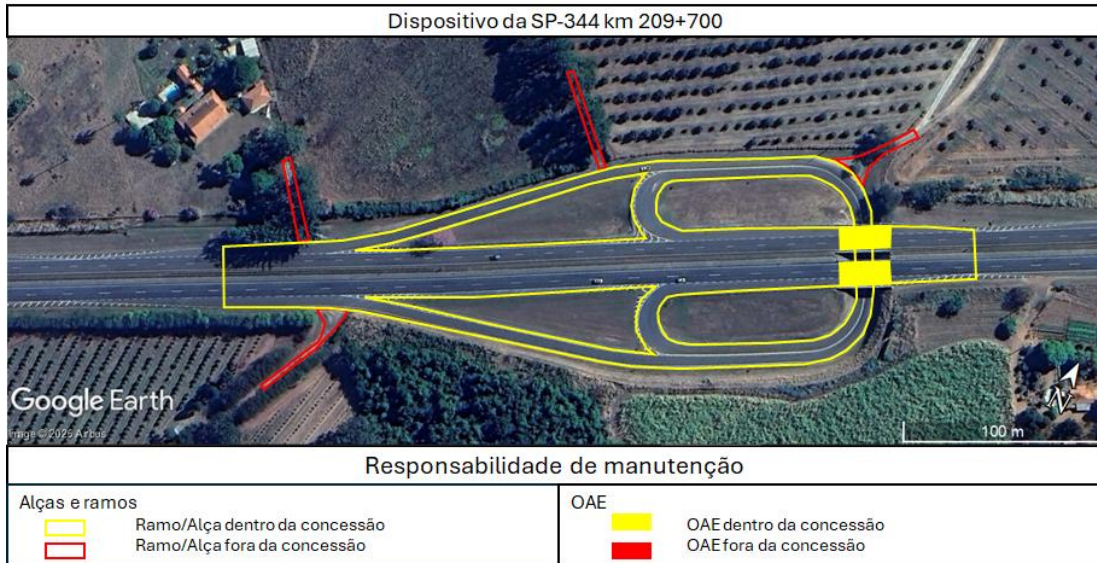 Dispositivo da SP-344 km 209+700
Google Earth
Image © 2025 Airbus
N
100 m
Responsabilidade de manutenção
Alças e ramos
Ramo/Alça dentro da concessão
Ramo/Alça fora da concessão
OAE
OAE dentro da concessão
OAE fora da concessão